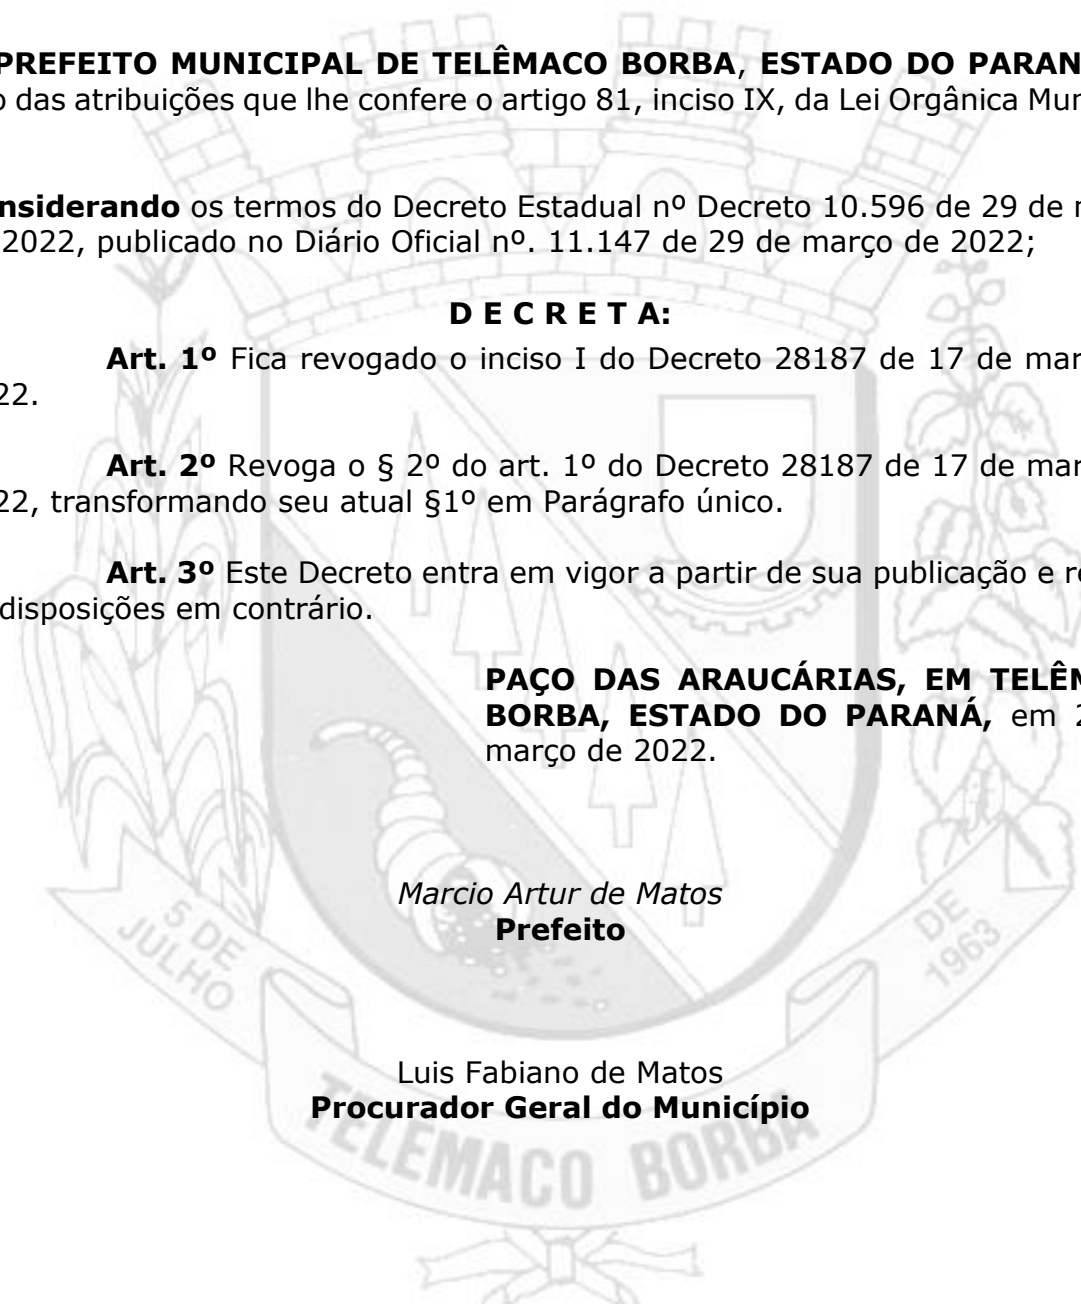 PREFEITO MUNICIPAL DE TELÊMACO BORBA, ESTADO DO PARAN
das atribuições que lhe confere o artigo 81, inciso IX, da Lei Orgânica Mun
nsiderando os termos do Decreto Estadual nº Decreto 10.596 de 29 de
2022, publicado no Diário Oficial nº. 11.147 de 29 de março de 2022;
D E C R E T A:
Art. 1º Fica revogado o inciso I do Decreto 28187 de 17 de mar
22.
Art. 2º Revoga o § 2º do art. 1º do Decreto 28187 de 17 de mar
22, transformando seu atual §1º em Parágrafo único.
Art. 3º Este Decreto entra em vigor a partir de sua publicação e re
disposições em contrário.
PAÇO DAS ARAUCÁRIAS, EM TELÊM
BORBA, ESTADO DO PARANÁ, em 2
março de 2022.
Marcio Artur de Matos
Prefeito
5 DE
JULHO
DE
1963
Luis Fabiano de Matos
Procurador Geral do Município
TELÊMACO BORBA